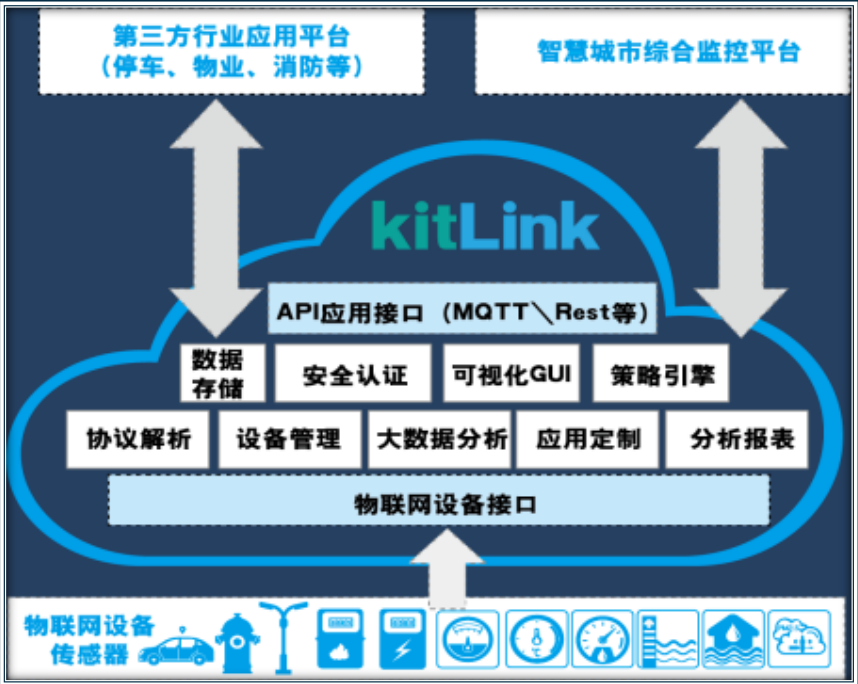 第三方行业应用平台
(停车、物业、消防等)
智慧城市综合监控平台
kitLink
API应用接口(MQTT\Rest等)
数据
存储
安全认证
可视化GUI
策略引擎
协议解析
设备管理
大数据分析
应用定制
分析报表
物联网设备接口
物联网设备
传感器